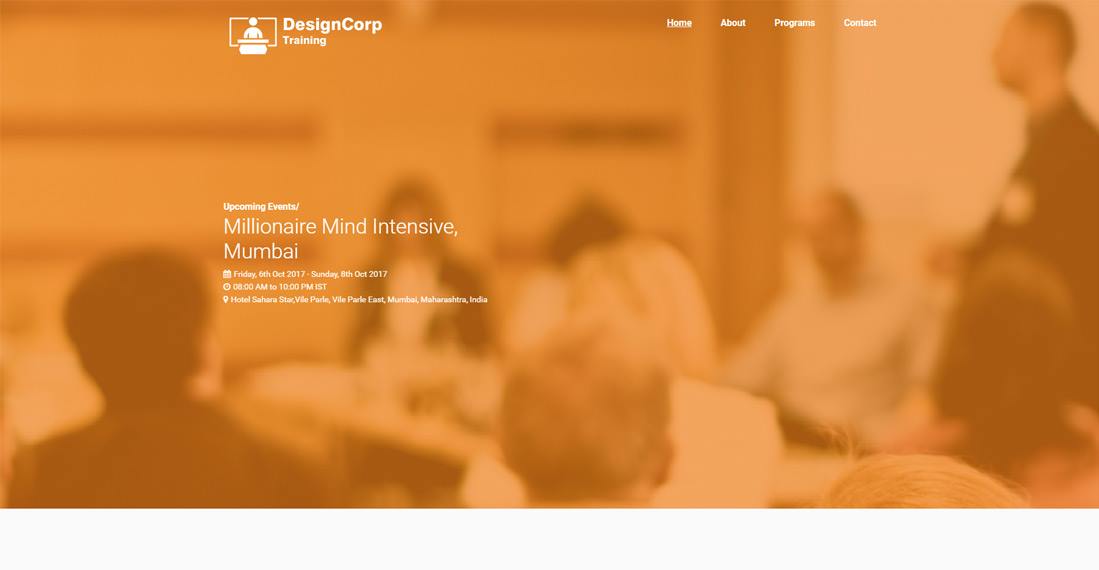 DesignCorp
Training
Home
About
Programs
Contact
Upcoming Events/
Millionaire Mind Intensive,
Mumbai
Friday, 6th Oct 2017 - Sunday, 8th Oct 2017
08:00 AM to 10:00 PM IST
Hotel Sahara Star,Vile Parle, Vile Parle East, Mumbai, Maharashtra, India